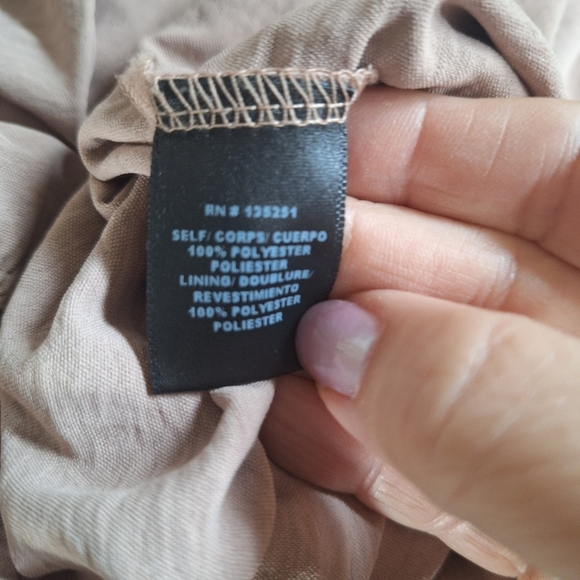 RN # 135251
SELF/ CORPS/ CUERPO
100% POLYESTER
POLIESTER
LINING/ DOUBLURE/
REVESTIMIENTO
100% POLYESTER
POLIESTER